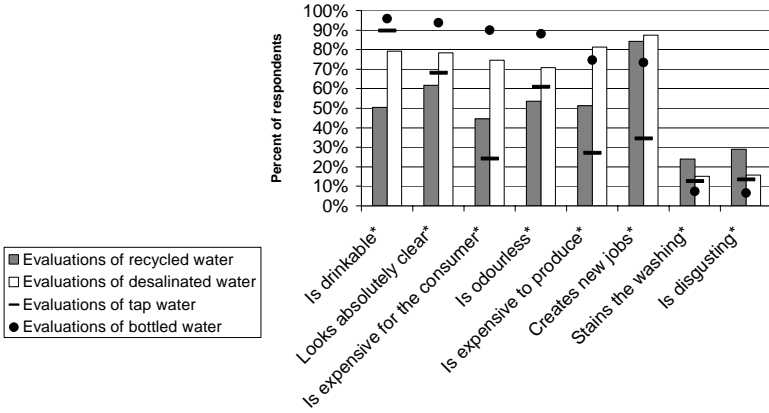 100%
90%
80%
70%
60%
50%
40%
30%
20%
10%
0%
Percent of respondents
Is drinkable*
Looks absolutely clear*
Is expensive for the consumer*
Is odourless*
Is expensive to produce*
Creates new jobs*
Stains the washing*
Is disgusting*
Evaluations of recycled water
Evaluations of desalinated water
Evaluations of tap water
Evaluations of bottled water